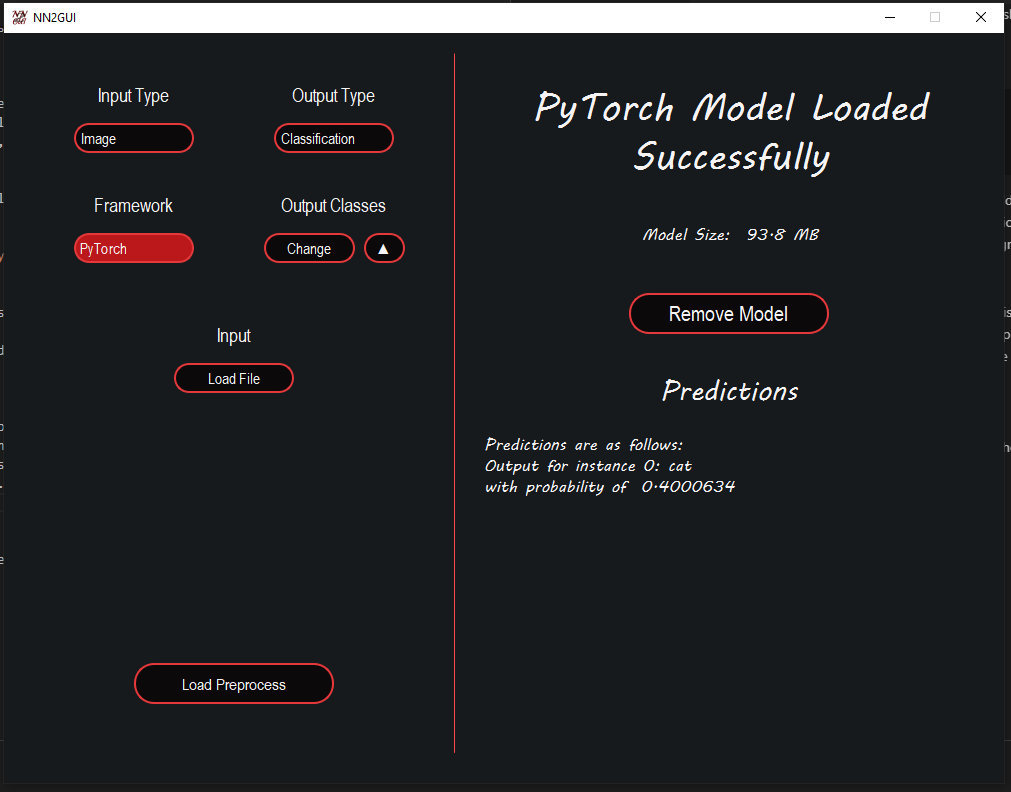 NN2GUI
Input Type
Output Type
Image
Classification
Framework
Output Classes
PyTorch
Change
▲
Input
Load File
Load Preprocess
PyTorch Model Loaded
Successfully
Model Size: 93.8 MB
Remove Model
Predictions
Predictions are as follows:
Output for instance 0: cat
with probability of 0.4000634